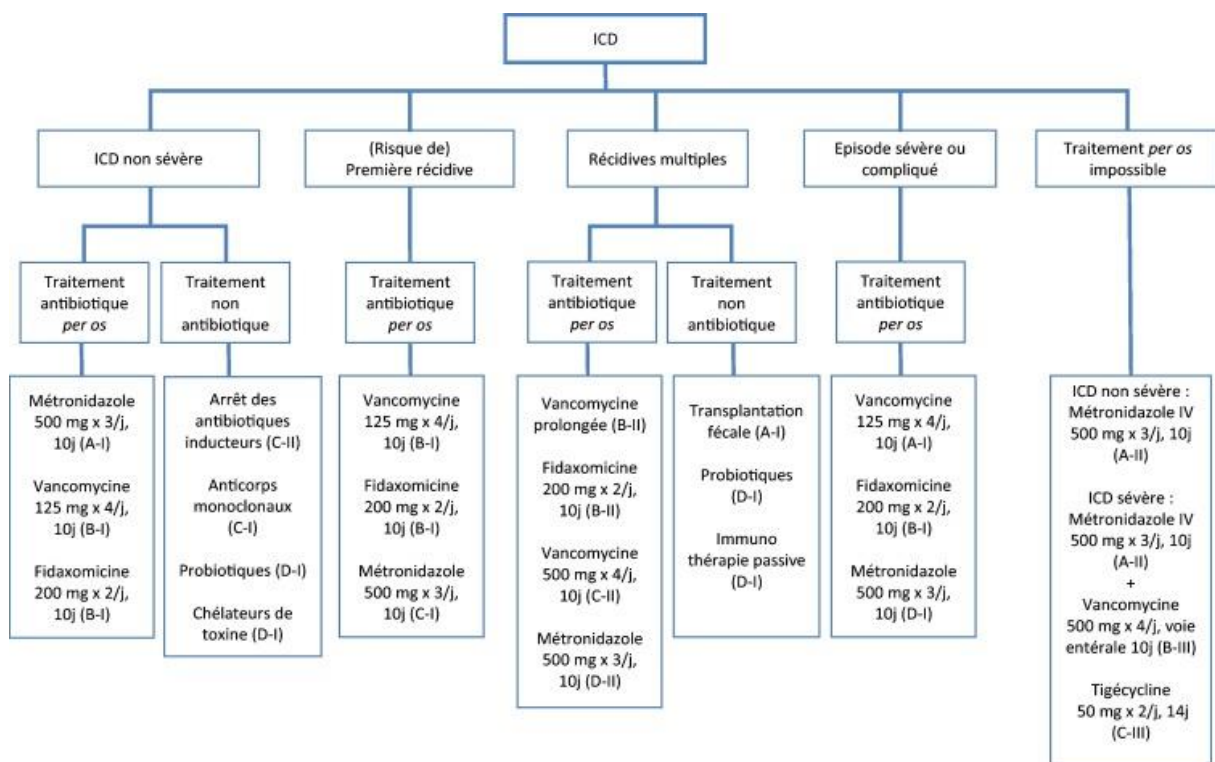 ICD
ICD non sévère
(Risque de)
Première récidive
Récidives multiples
Episode sévère ou
compliqué
Traitement per os
impossible
Traitement
antibiotique
per os
Traitement
non
antibiotique
Traitement
antibiotique
per os
Traitement
antibiotique
per os
Traitement
non
antibiotique
Traitement
antibiotique
per os
Métronidazole
500 mg x 3/j,
10j (A-I)
Vancomycine
125 mg x 4/j,
10j (B-I)
Fidaxomicine
200 mg x 2/j,
10j (B-I)
Arrêt des
antibiotiques
inducteurs (C-II)
Anticorps
monoclonaux
(C-I)
Probiotiques (D-I)
Chélateurs de
toxine (D-I)
Vancomycine
125 mg x 4/j,
10j (B-I)
Fidaxomicine
200 mg x 2/j,
10j (B-I)
Métronidazole
500 mg x 3/j,
10j (C-I)
Vancomycine
prolongée (B-II)
Fidaxomicine
200 mg x 2/j,
10j (B-II)
Vancomycine
500 mg x 4/j,
10j (C-II)
Métronidazole
500 mg x 3/j,
10j (D-II)
Transplantation
fécale (A-I)
Probiotiques
(D-I)
Immuno
thérapie passive
(D-I)
Vancomycine
125 mg x 4/j,
10j (A-I)
Fidaxomicine
200 mg x 2/j,
10j (B-I)
Métronidazole
500 mg x 3/j,
10j (D-I)
ICD non sévère :
Métronidazole IV
500 mg x 3/j, 10j
(A-II)
ICD sévère :
Métronidazole IV
500 mg x 3/j, 10j
(A-II)
+
Vancomycine
500 mg x 4/j, voie
entérale 10j (B-III)
Tigécycline
50 mg x 2/j, 14j
(C-III)